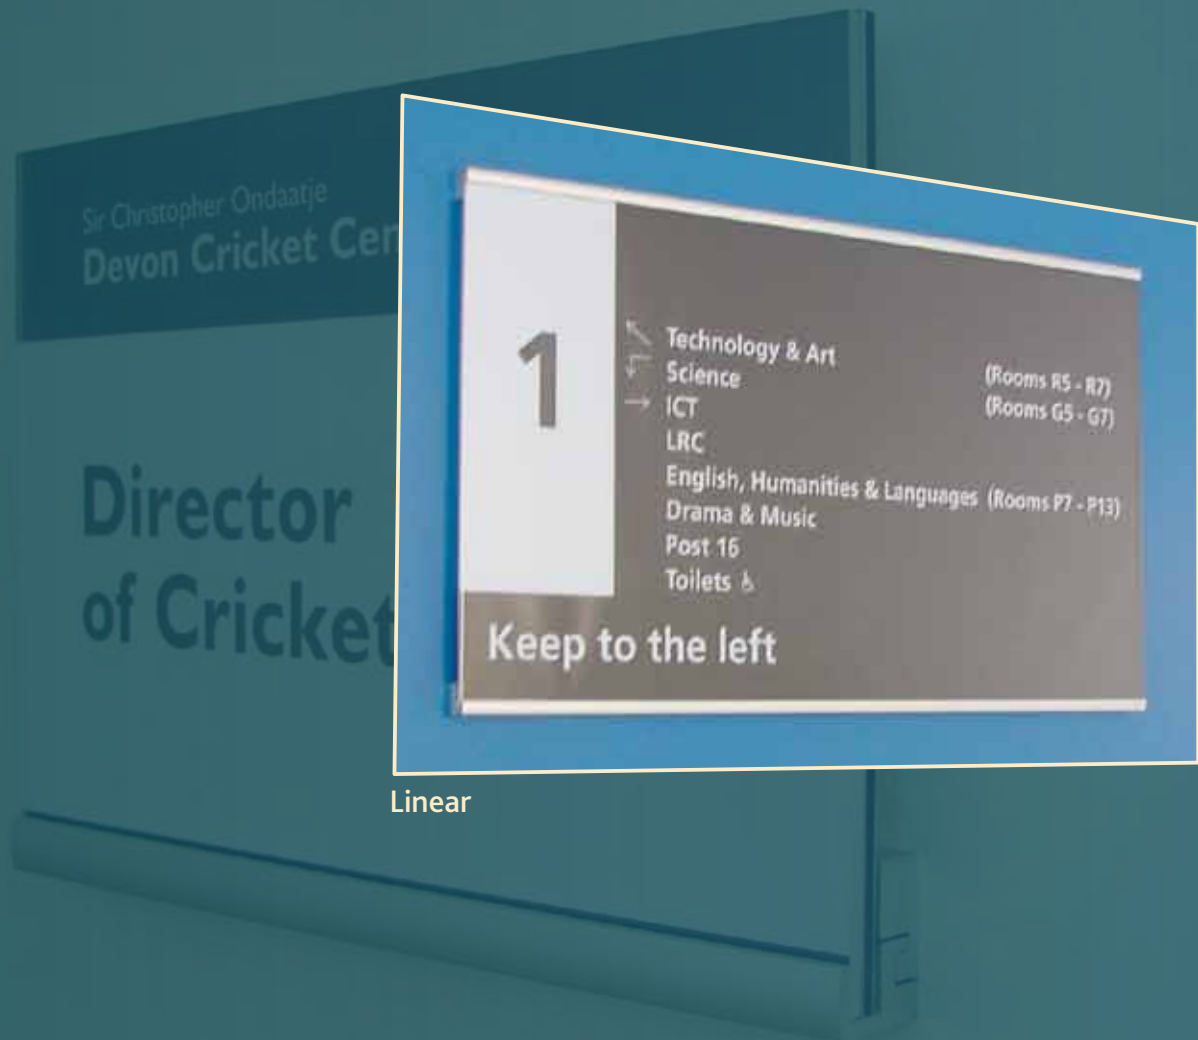 Sir Christopher Ondaatje
Devon Cricket Cen
Director
of Cricket
1
Technology & Art
Science (Rooms R5 - R7)
ICT (Rooms G5 - G7)
LRC
English, Humanities & Languages (Rooms P7 - P13)
Drama & Music
Post 16
Toilets
Keep to the left
Linear